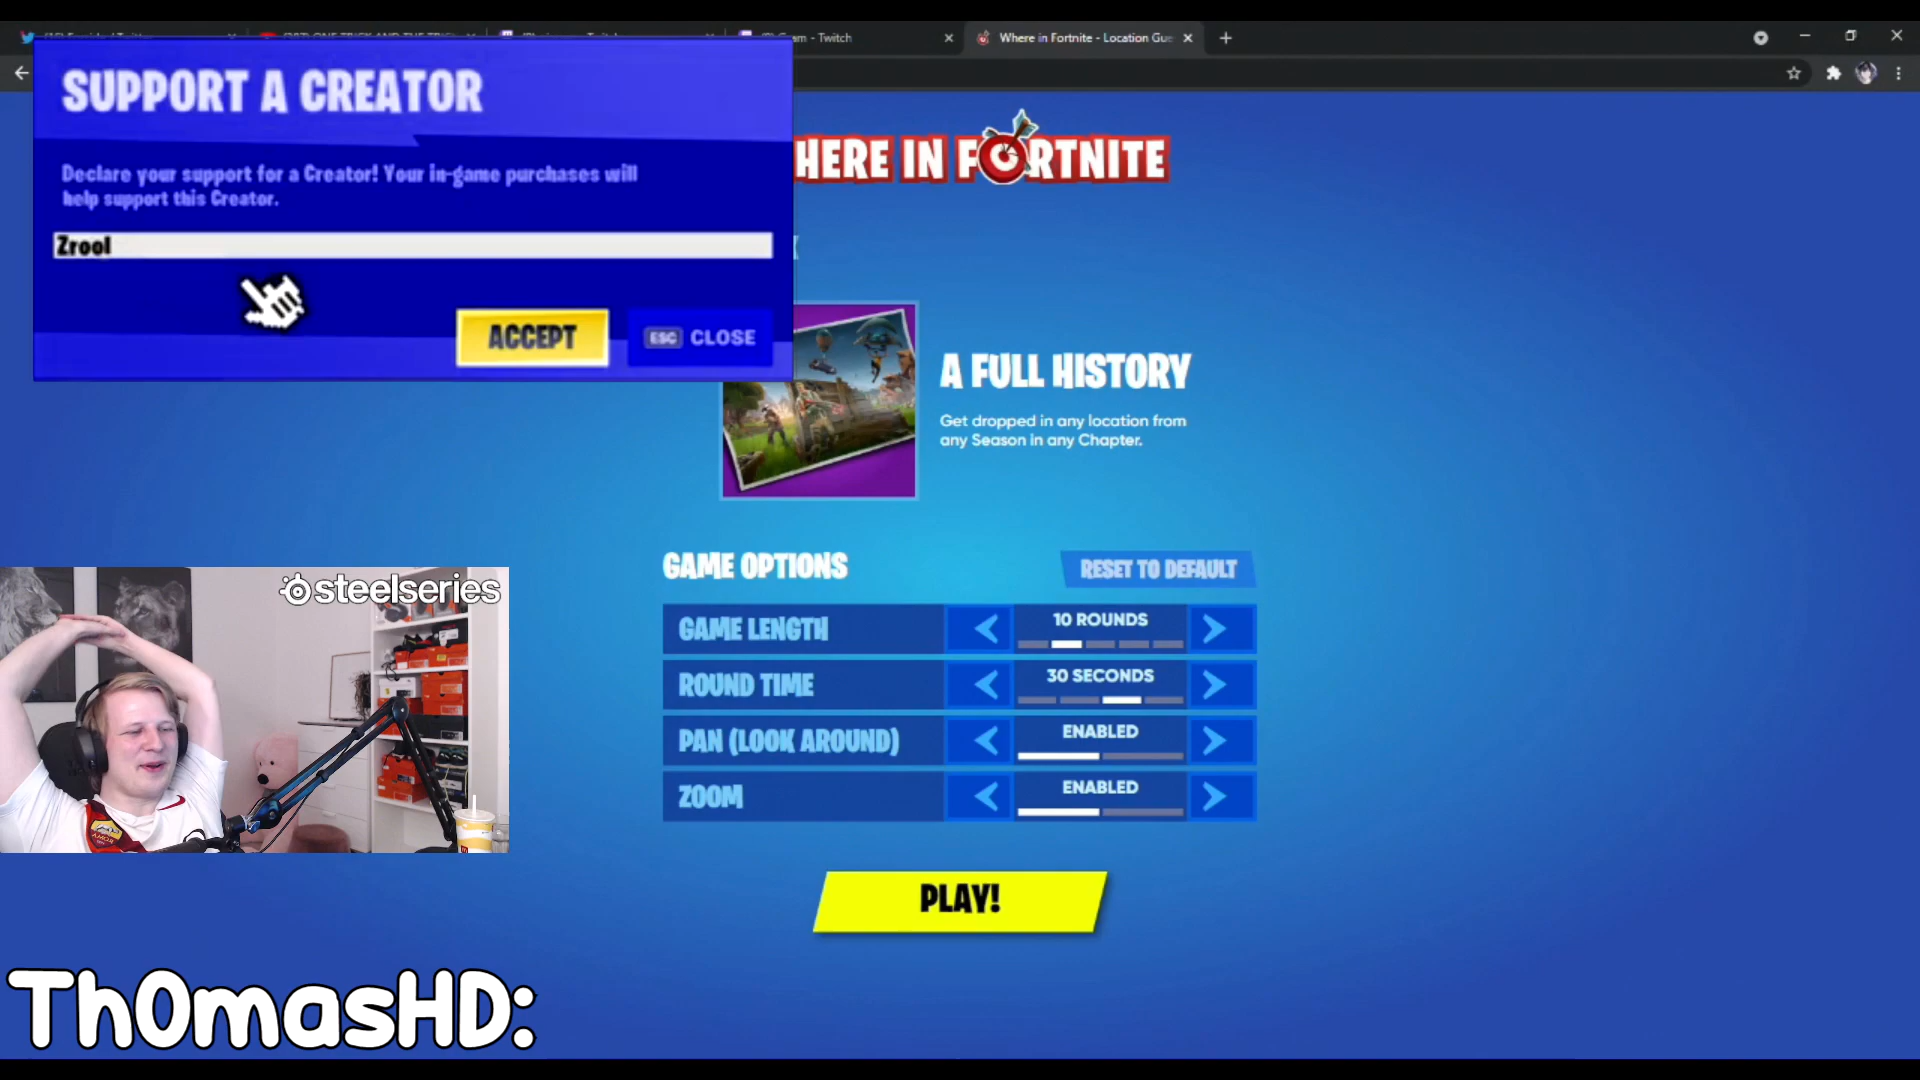 Twitch
Where in Fortnite - Location Gue
SUPPORT A CREATOR
Declare your support for a Creator! Your in-game purchases will
help support this Creator.
Zrool
ACCEPT
ESC CLOSE
HERE IN FORTNITE
A FULL HISTORY
Get dropped in any location from
any Season in any Chapter.
GAME OPTIONS
RESET TO DEFAULT
GAME LENGTH
10 ROUNDS
ROUND TIME
30 SECONDS
PAN (LOOK AROUND)
ENABLED
ZOOM
ENABLED
PLAY!
steelseries
Th0masHD: